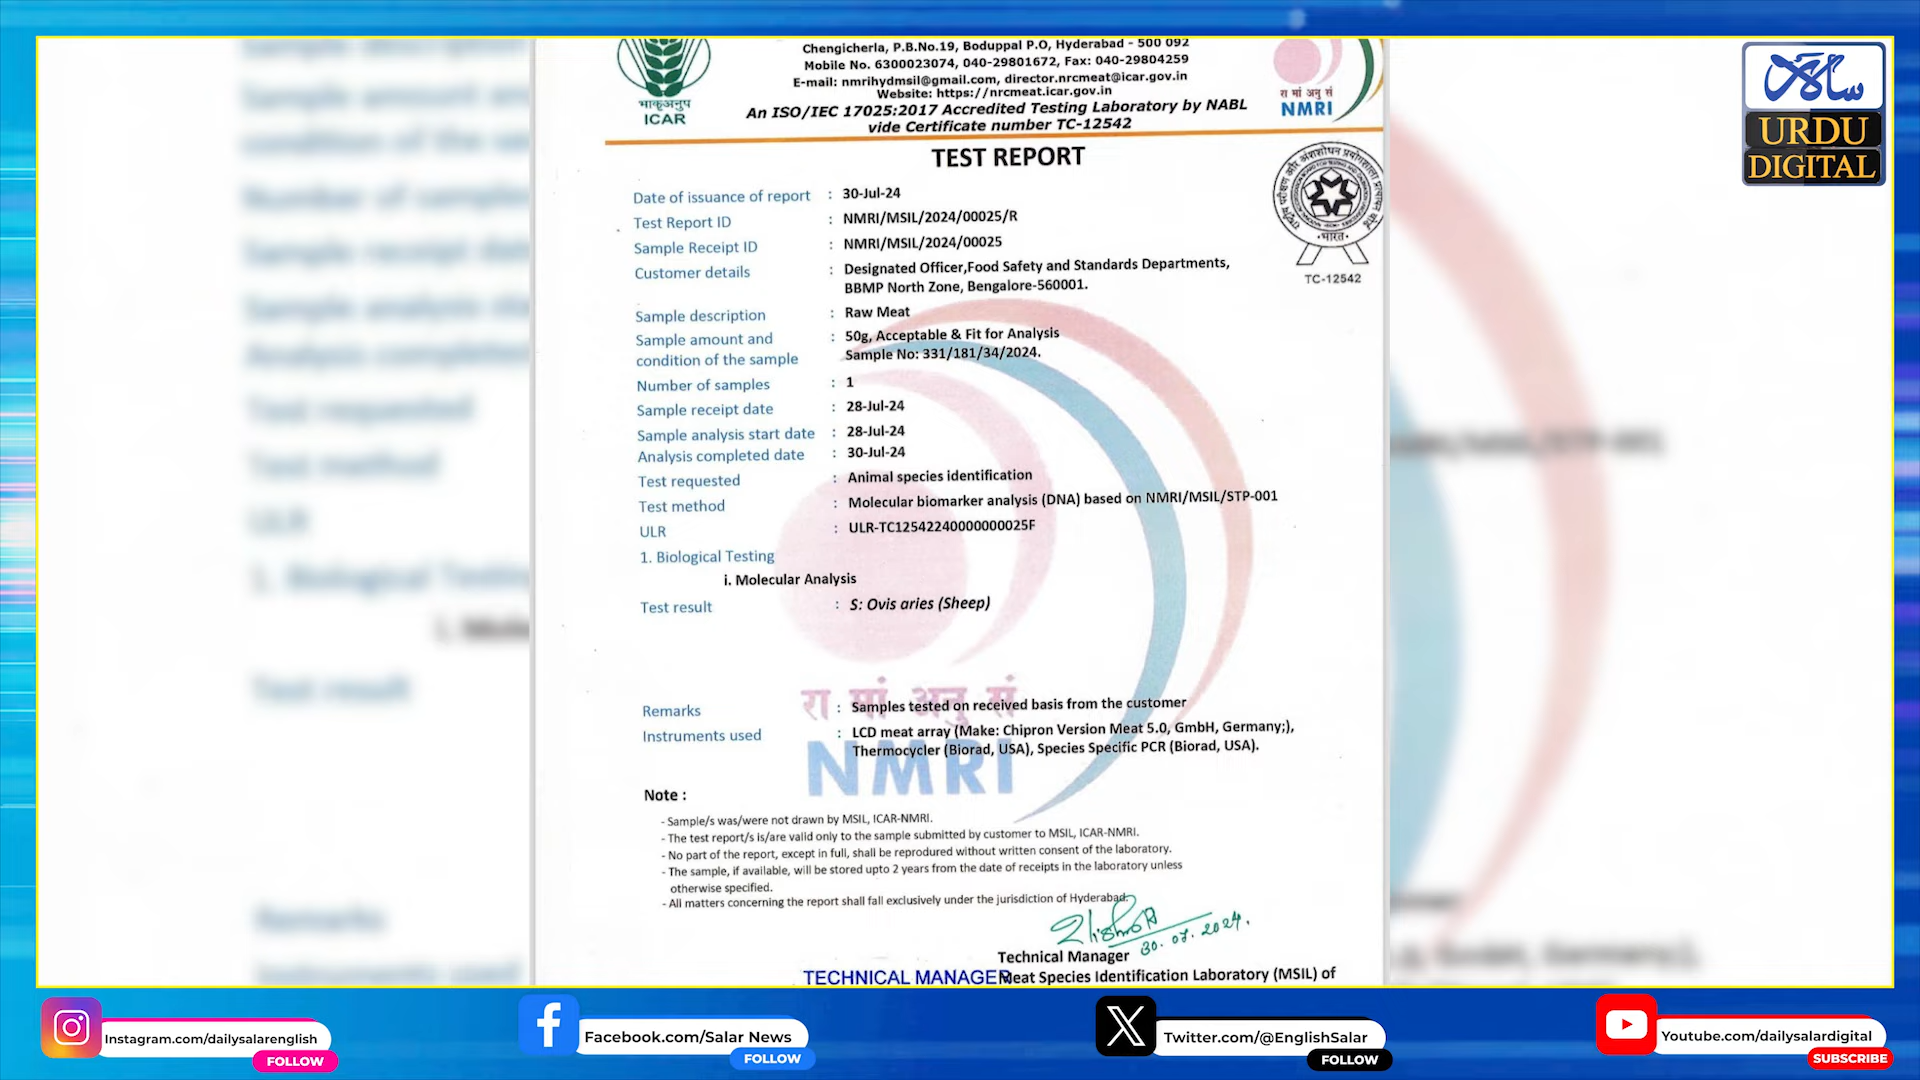 Chengicherla, P.B.No.19, Boduppal P.O, Hyderabad - 500 092
Mobile No. 6300023074, 040-29801672, Fax: 040-29804259
E-mail: nmrihydmsil@gmail.com, director.nrcmeat@icar.gov.in
Website: https://nrcmeat.icar.gov.in
An ISO/IEC 17025:2017 Accredited Testing Laboratory by NABL
vide Certificate number TC-12542
भाकृअनुप
ICAR
रा मां अनु सं
NMRI
سالار
URDU
DIGITAL
TEST REPORT
भारत
TC-12542
Date of issuance of report : 30-Jul-24
Test Report ID : NMRI/MSIL/2024/00025/R
Sample Receipt ID : NMRI/MSIL/2024/00025
Customer details : Designated Officer,Food Safety and Standards Departments,
BBMP North Zone, Bengalore-560001.
Sample description : Raw Meat
Sample amount and : 50g, Acceptable & Fit for Analysis
condition of the sample Sample No: 331/181/34/2024.
Number of samples : 1
Sample receipt date : 28-Jul-24
Sample analysis start date : 28-Jul-24
Analysis completed date : 30-Jul-24
Test requested : Animal species identification
Test method : Molecular biomarker analysis (DNA) based on NMRI/MSIL/STP-001
ULR : ULR-TC12542240000000025F
1. Biological Testing
i. Molecular Analysis
Test result : S: Ovis aries (Sheep)
रा मां अनु सं
NMRI
Remarks : Samples tested on received basis from the customer
Instruments used : LCD meat array (Make: Chipron Version Meat 5.0, GmbH, Germany;),
Thermocycler (Biorad, USA), Species Specific PCR (Biorad, USA).
Note :
- Sample/s was/were not drawn by MSIL, ICAR-NMRI.
- The test report/s is/are valid only to the sample submitted by customer to MSIL, ICAR-NMRI.
- No part of the report, except in full, shall be reprodured without written consent of the laboratory.
- The sample, if available, will be stored upto 2 years from the date of receipts in the laboratory unless
otherwise specified.
- All matters concerning the report shall fall exclusively under the jurisdiction of Hyderabad.
30.07.2024.
Technical Manager
TECHNICAL MANAGER
Meat Species Identification Laboratory (MSIL) of
Instagram.com/dailysalarenglish
FOLLOW
Facebook.com/Salar News
FOLLOW
Twitter.com/@EnglishSalar
FOLLOW
Youtube.com/dailysalardigital
SUBSCRIBE